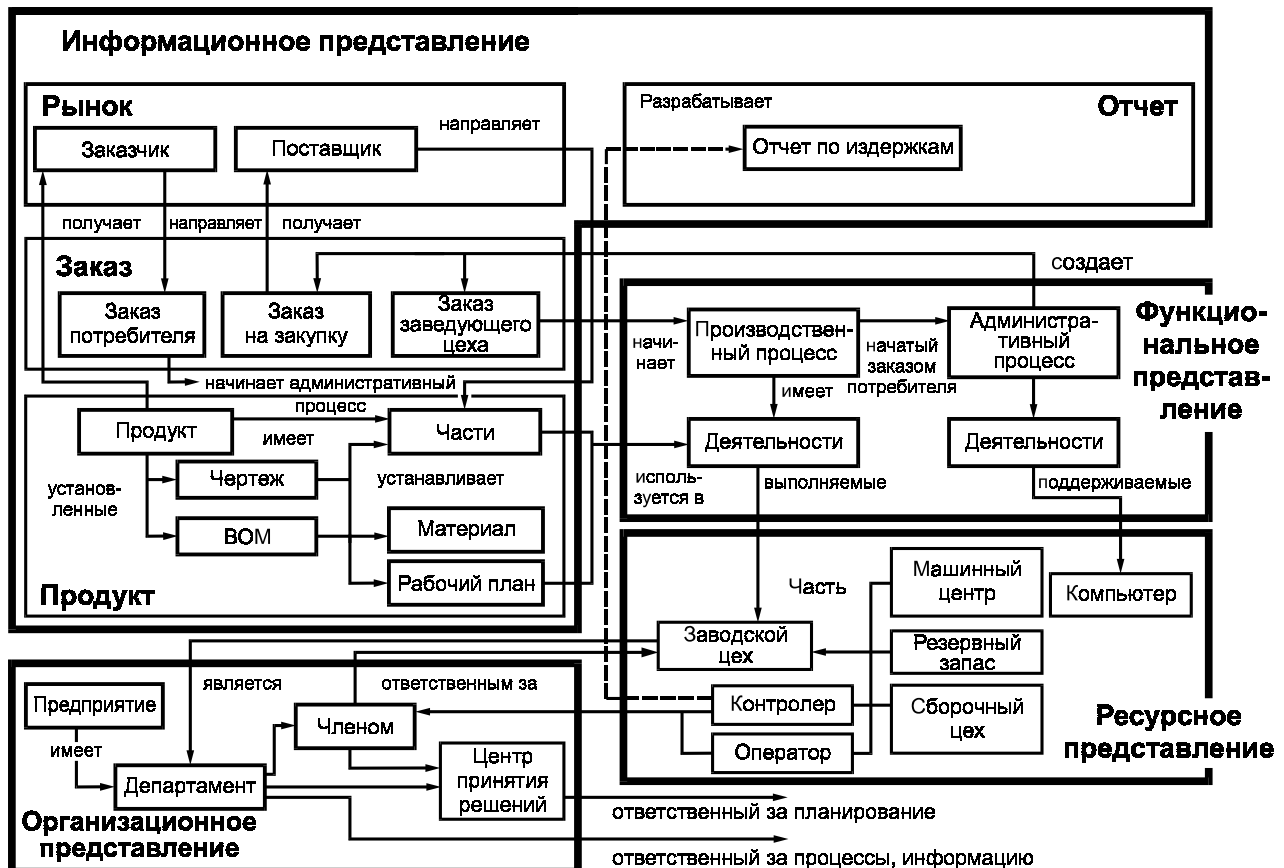 Информационное представление
Рынок
Заказчик
Поставщик
направляет
Разрабатывает
Отчет
Отчет по издержкам
получает
направляет
получает
Заказ
Заказ
потребителя
Заказ
на закупку
Заказ
заведующего
цеха
начинает административный
процесс
создает
Функцио-
нальное
представ-
ление
начи-
нает
Производствен-
ный процесс
начатый
заказом
потребителя
Административ-
тивный
процесс
имеет
Деятельности
Деятельности
исполь-
зуется в
выполняемые
поддерживаемые
Продукт
имеет
Части
установ-
ленные
Чертеж
устанавливает
ВОМ
Материал
Рабочий план
Продукт
Часть
Машинный
центр
Компьютер
Заводской
цех
Резервный
запас
Контролер
Сборочный
цех
Оператор
Ресурсное
представление
является
ответственным за
Предприятие
имеет
Членом
Департамент
Центр
принятия
решений
Организационное
представление
ответственный за планирование
ответственный за процессы, информацию